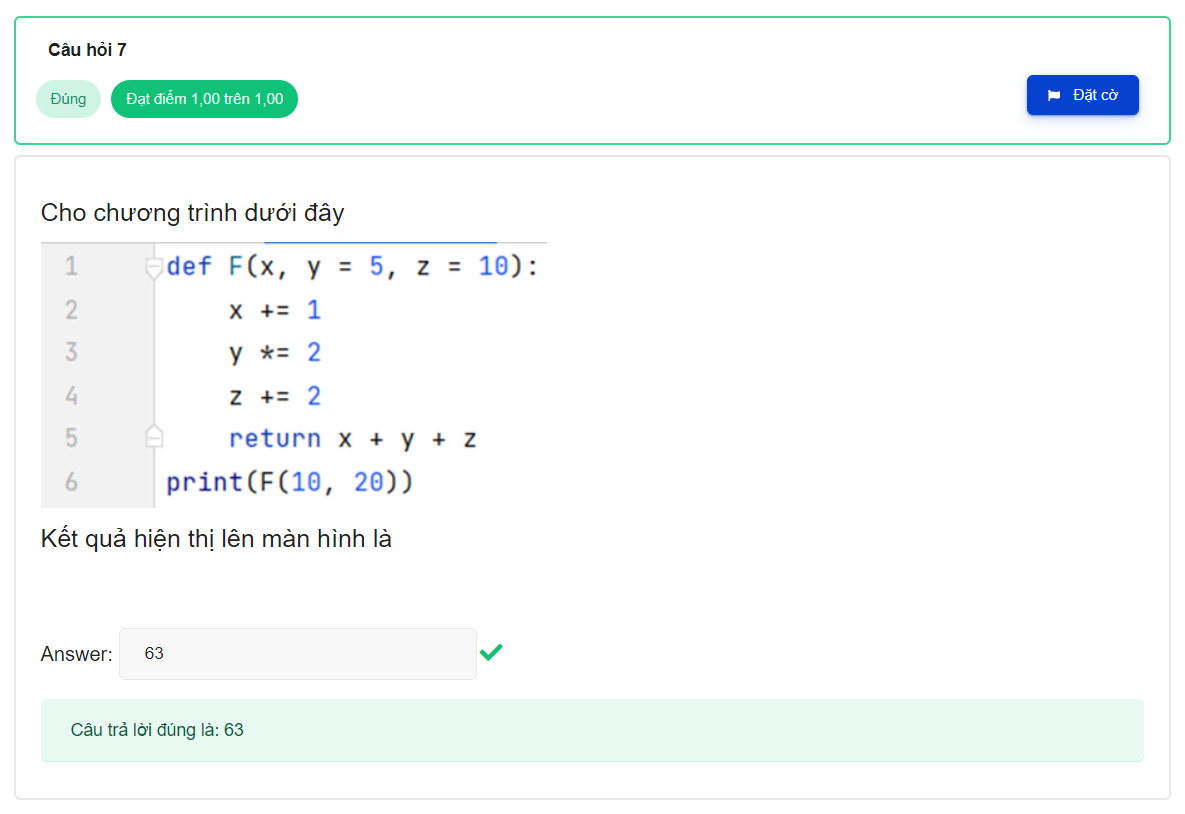 Câu hỏi 7
Đúng
Đạt điểm 1,00 trên 1,00
Đặt cờ
Cho chương trình dưới đây
1 def F(x, y = 5, z = 10):
2     x += 1
3     y *= 2
4     z += 2
5     return x + y + z
6 print(F(10, 20))
Kết quả hiện thị lên màn hình là
Answer: 63
Câu trả lời đúng là: 63